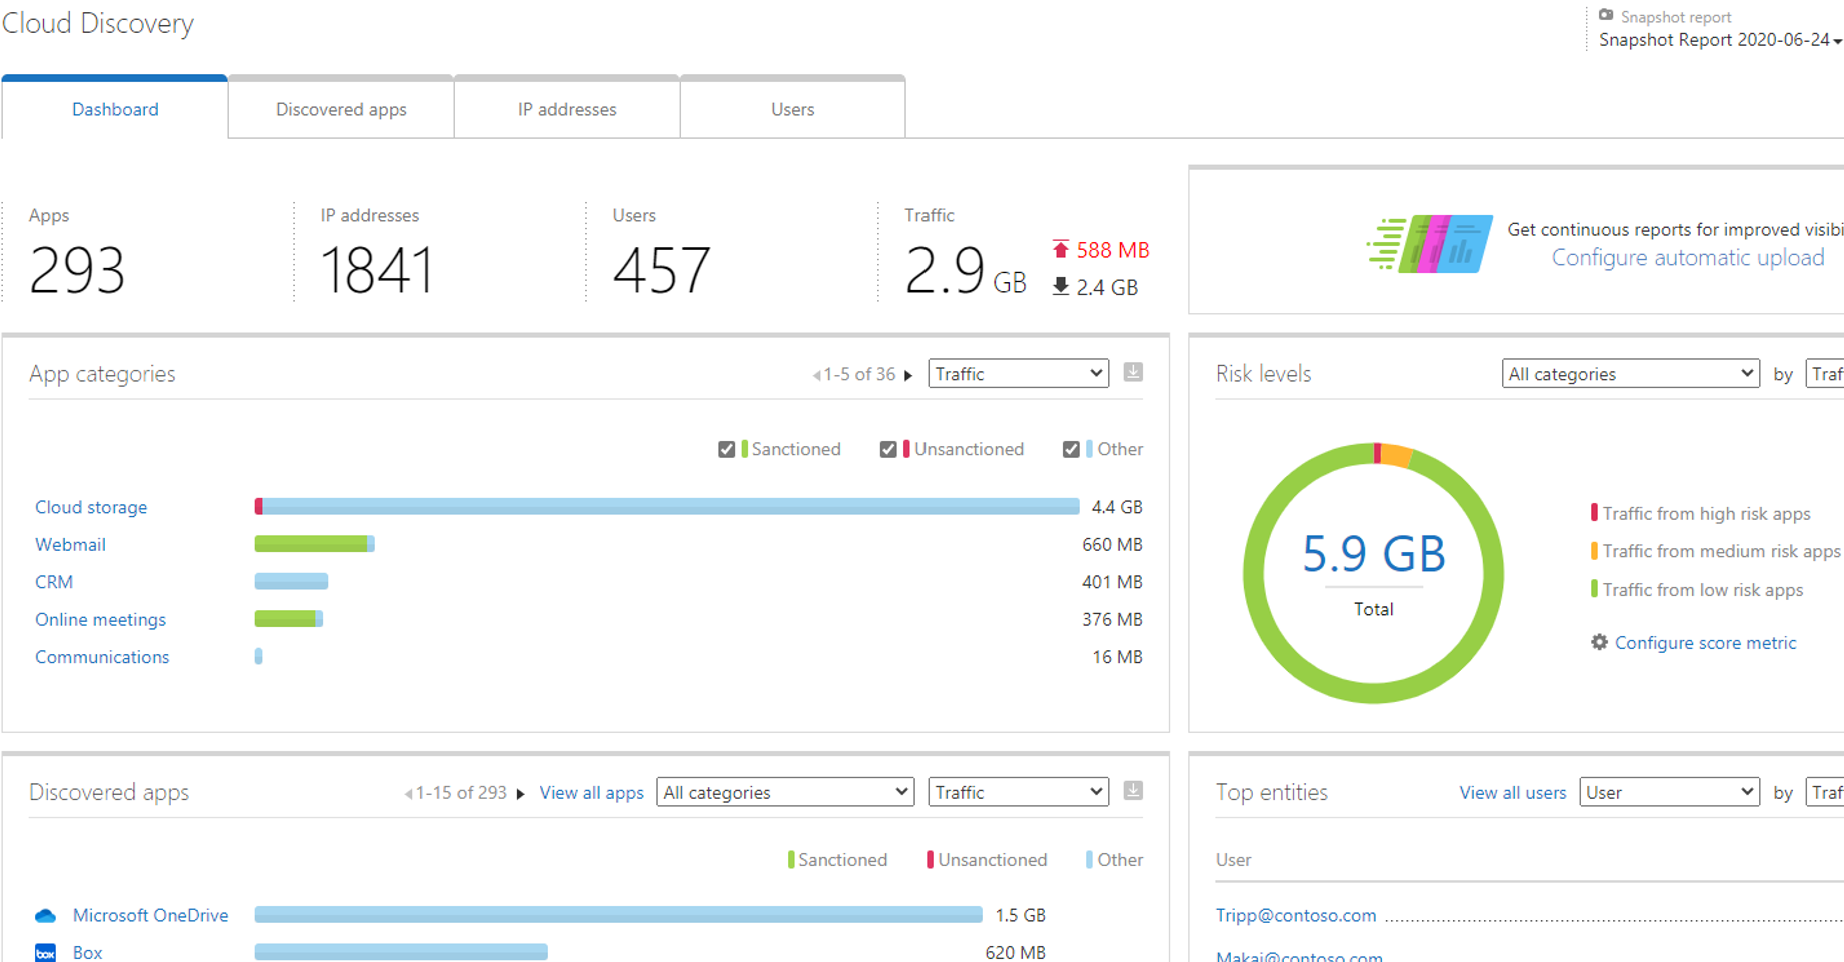 Cloud Discovery
Snapshot report
Snapshot Report 2020-06-24
Dashboard
Discovered apps
IP addresses
Users
Apps
293
IP addresses
1841
Users
457
Traffic
2.9 GB
588 MB
2.4 GB
Get continuous reports for improved visibi
Configure automatic upload
App categories
1-5 of 36
Traffic
Sanctioned
Unsanctioned
Other
Cloud storage
4.4 GB
Webmail
660 MB
CRM
401 MB
Online meetings
376 MB
Communications
16 MB
Risk levels
All categories
by
Traf
5.9 GB
Total
Traffic from high risk apps
Traffic from medium risk apps
Traffic from low risk apps
Configure score metric
Discovered apps
1-15 of 293
View all apps
All categories
Traffic
Sanctioned
Unsanctioned
Other
Microsoft OneDrive
1.5 GB
box
Box
620 MB
Top entities
View all users
User
by
Traf
User
Tripp@contoso.com
Makai@contoso.com